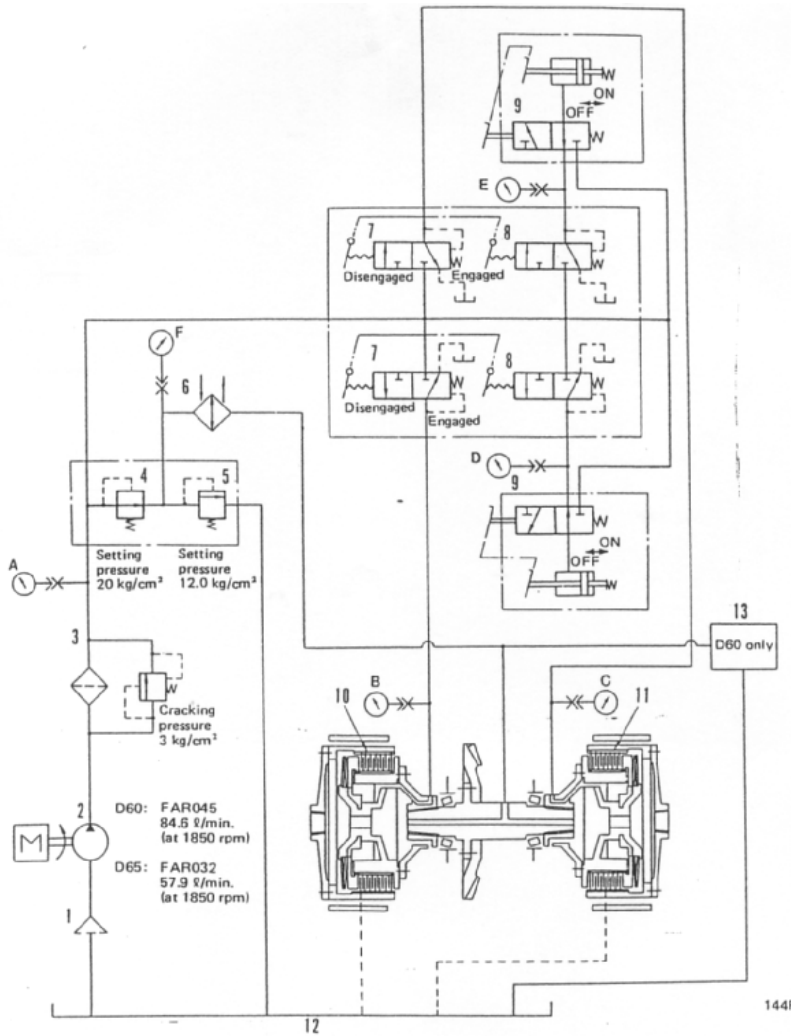 9
ON
OFF
E
7
8
Disengaged
Engaged
F
6
7
8
Disengaged
Engaged
D
9
4
5
A
Setting
pressure
20 kg/cm²
Setting
pressure
12.0 kg/cm²
ON
OFF
13
D60 only
3
B
C
10
11
Cracking
pressure
3 kg/cm²
2
M
D60: FAR045
84.6 ℓ/min.
(at 1850 rpm)
D65: FAR032
57.9 ℓ/min.
(at 1850 rpm)
1
12